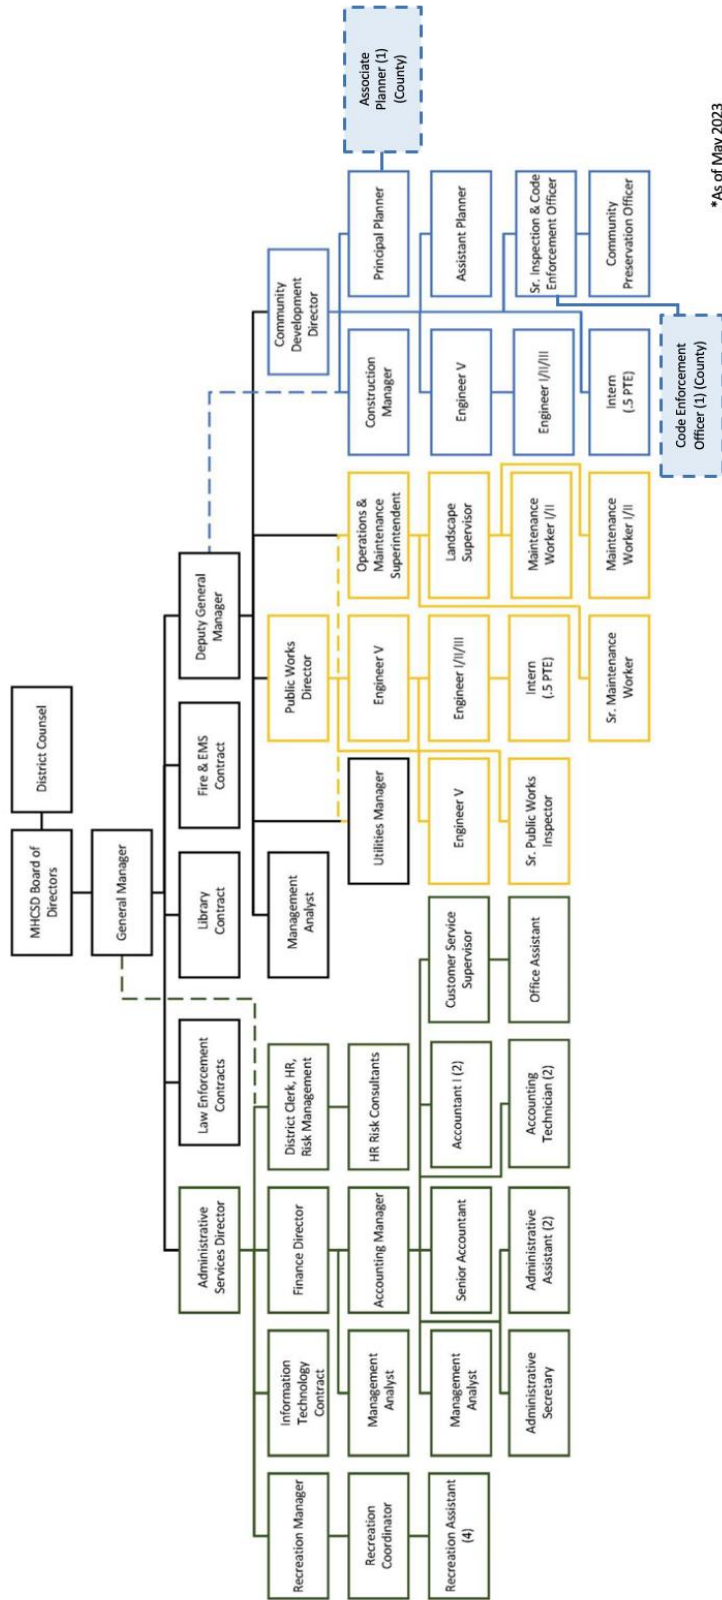 MHCSD Board of
Directors
District Counsel
General Manager
Administrative
Services Director
Law Enforcement
Contracts
Library
Contract
Fire & EMS
Contract
Deputy General
Manager
Recreation Manager
Information
Technology
Contract
Finance Director
District Clerk, HR,
Risk Management
Management
Analyst
Public Works
Director
Community
Development
Director
Recreation
Coordinator
Management
Analyst
Accounting Manager
HR Risk Consultants
Utilities Manager
Engineer V
Operations &
Maintenance
Superintendent
Construction
Manager
Principal Planner
Associate
Planner (1)
(County)
Recreation Assistant
(4)
Management
Analyst
Senior Accountant
Accountant I (2)
Customer Service
Supervisor
Engineer V
Engineer I/II/III
Landscape
Supervisor
Engineer V
Assistant Planner
Administrative
Secretary
Administrative
Assistant (2)
Accounting
Technician (2)
Office Assistant
Sr. Public Works
Inspector
Intern
(.5 PTE)
Maintenance
Worker I/II
Engineer I/II/III
Sr. Inspection & Code
Enforcement Officer
Sr. Maintenance
Worker
Maintenance
Worker I/II
Intern
(.5 PTE)
Community
Preservation Officer
Code Enforcement
Officer (1) (County)
*As of May 2023